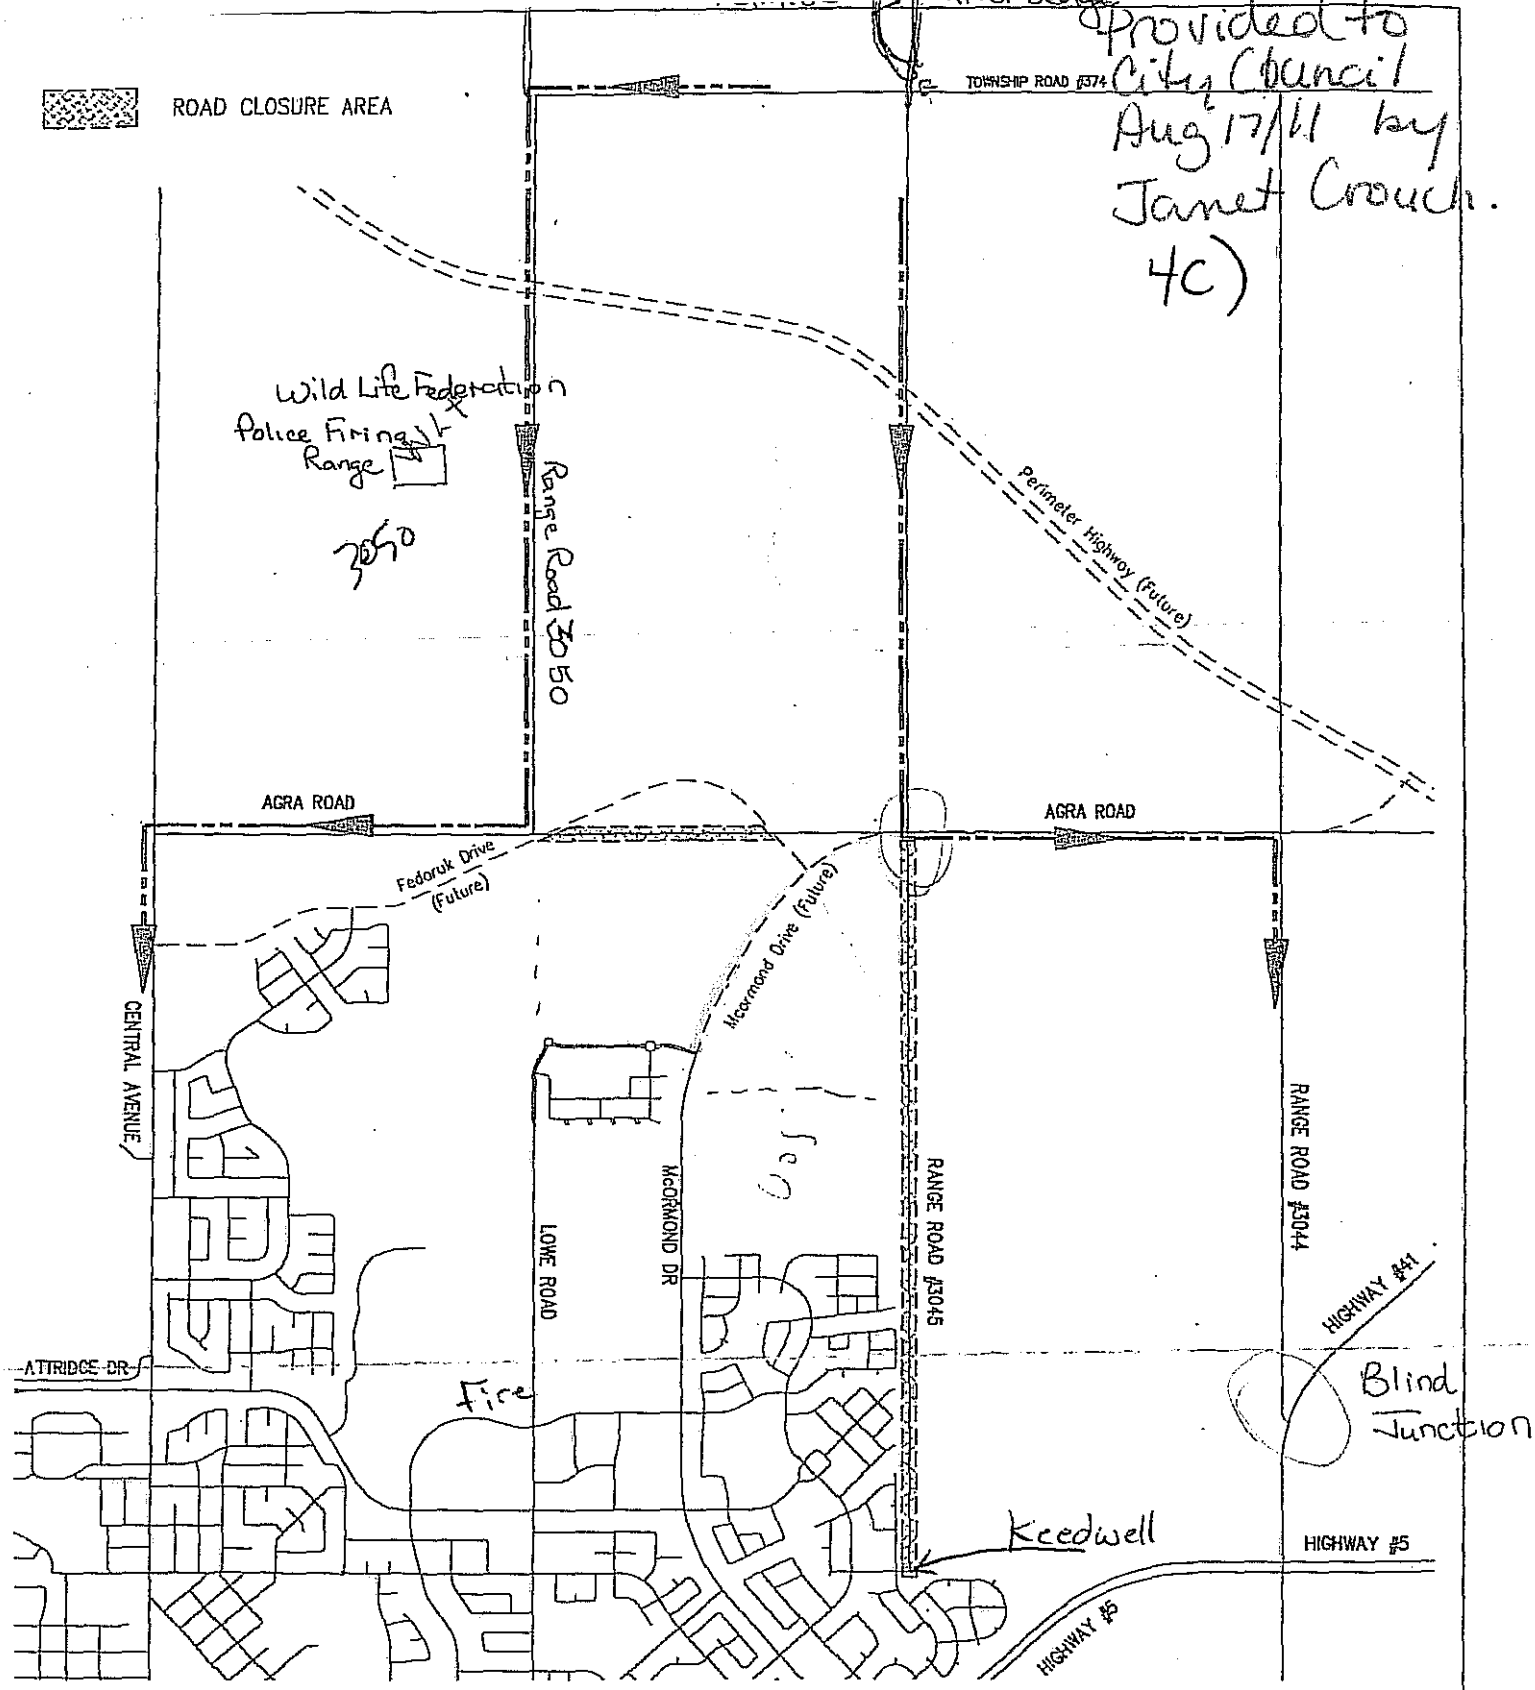 Provided to
City Council
Aug 17/11 by
Janet Crouch.
4C)
TOWNSHIP ROAD #374
ROAD CLOSURE AREA
Wild Life Federation
x
Police Firing
Range
3050
Range Road 3050
Perimeter Highway (Future)
AGRA ROAD
AGRA ROAD
Fedoruk Drive
(Future)
Mcormond Drive (Future)
CENTRAL AVENUE
LOWE ROAD
McORMOND DR
RANGE ROAD #3045
RANGE ROAD #3044
HIGHWAY #41
ATTRIDGE DR
Fire
Blind
Junction
Keedwell
HIGHWAY #5
HIGHWAY #5